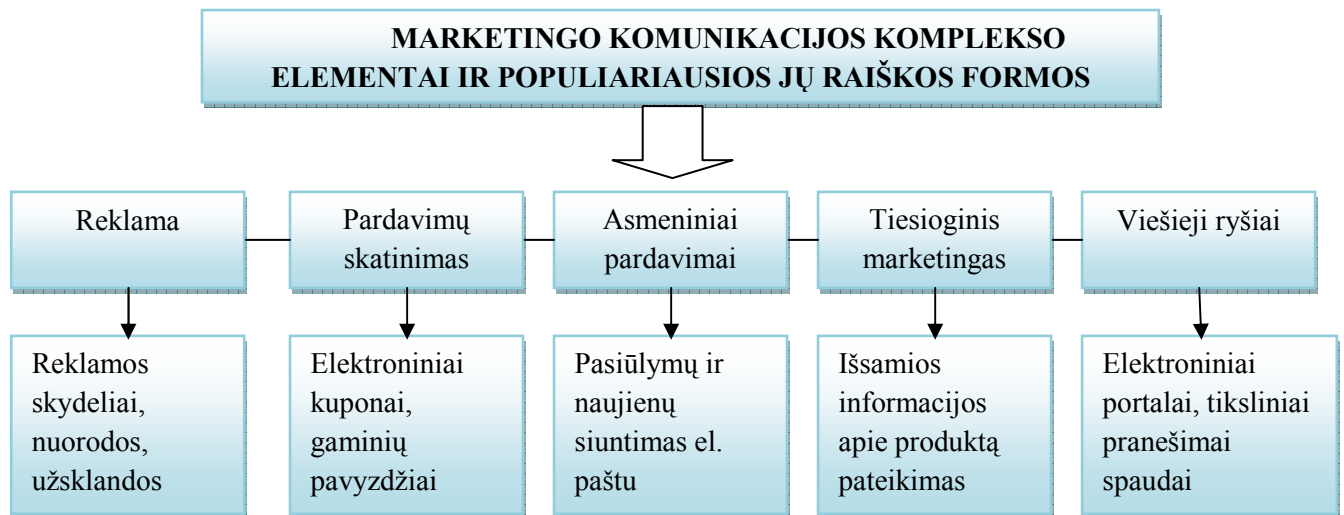 MARKETINGO KOMUNIKACIJOS KOMPLEKSO
ELEMENTAI IR POPULIARIAUSIOS JŲ RAIŠKOS FORMOS
Reklama
Pardavimų
skatinimas
Asmeniniai
pardavimai
Tiesioginis
marketingas
Viešieji ryšiai
Reklamos
skydeliai,
nuorodos,
užsklandos
Elektroniniai
kuponai,
gaminių
pavyzdžiai
Pasiūlymų ir
naujienų
siuntimas el.
paštu
Išsamios
informacijos
apie produktą
pateikimas
Elektroniniai
portalai, tiksliniai
pranešimai
spaudai